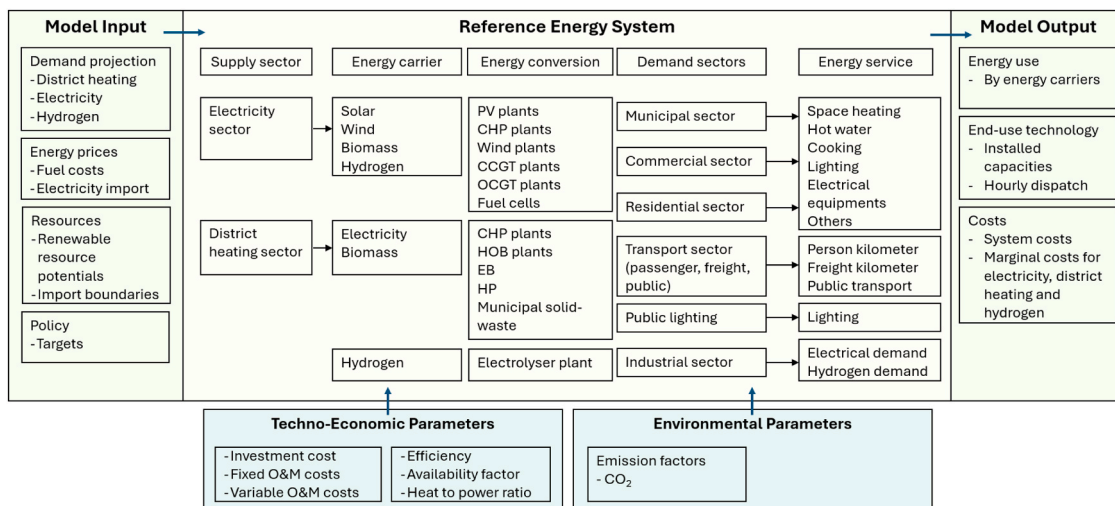 Model Input
Demand projection
- District heating
- Electricity
- Hydrogen
Energy prices
- Fuel costs
- Electricity import
Resources
- Renewable
resource
potentials
- Import boundaries
Policy
- Targets
Reference Energy System
Supply sector
Energy carrier
Energy conversion
Demand sectors
Energy service
Electricity
sector
Solar
Wind
Biomass
Hydrogen
PV plants
CHP plants
Wind plants
CCGT plants
OCGT plants
Fuel cells
Municipal sector
Commercial sector
Residential sector
Space heating
Hot water
Cooking
Lighting
Electrical
equipments
Others
District
heating sector
Electricity
Biomass
CHP plants
HOB plants
EB
HP
Municipal solid-
waste
Transport sector
(passenger, freight,
public)
Person kilometer
Freight kilometer
Public transport
Public lighting
Lighting
Hydrogen
Electrolyser plant
Industrial sector
Electrical demand
Hydrogen demand
Model Output
Energy use
- By energy carriers
End-use technology
- Installed
capacities
- Hourly dispatch
Costs
- System costs
- Marginal costs for
electricity, district
heating and
hydrogen
Techno-Economic Parameters
- Investment cost
- Fixed O&M costs
- Variable O&M costs
- Efficiency
- Availability factor
- Heat to power ratio
Environmental Parameters
Emission factors
- CO₂